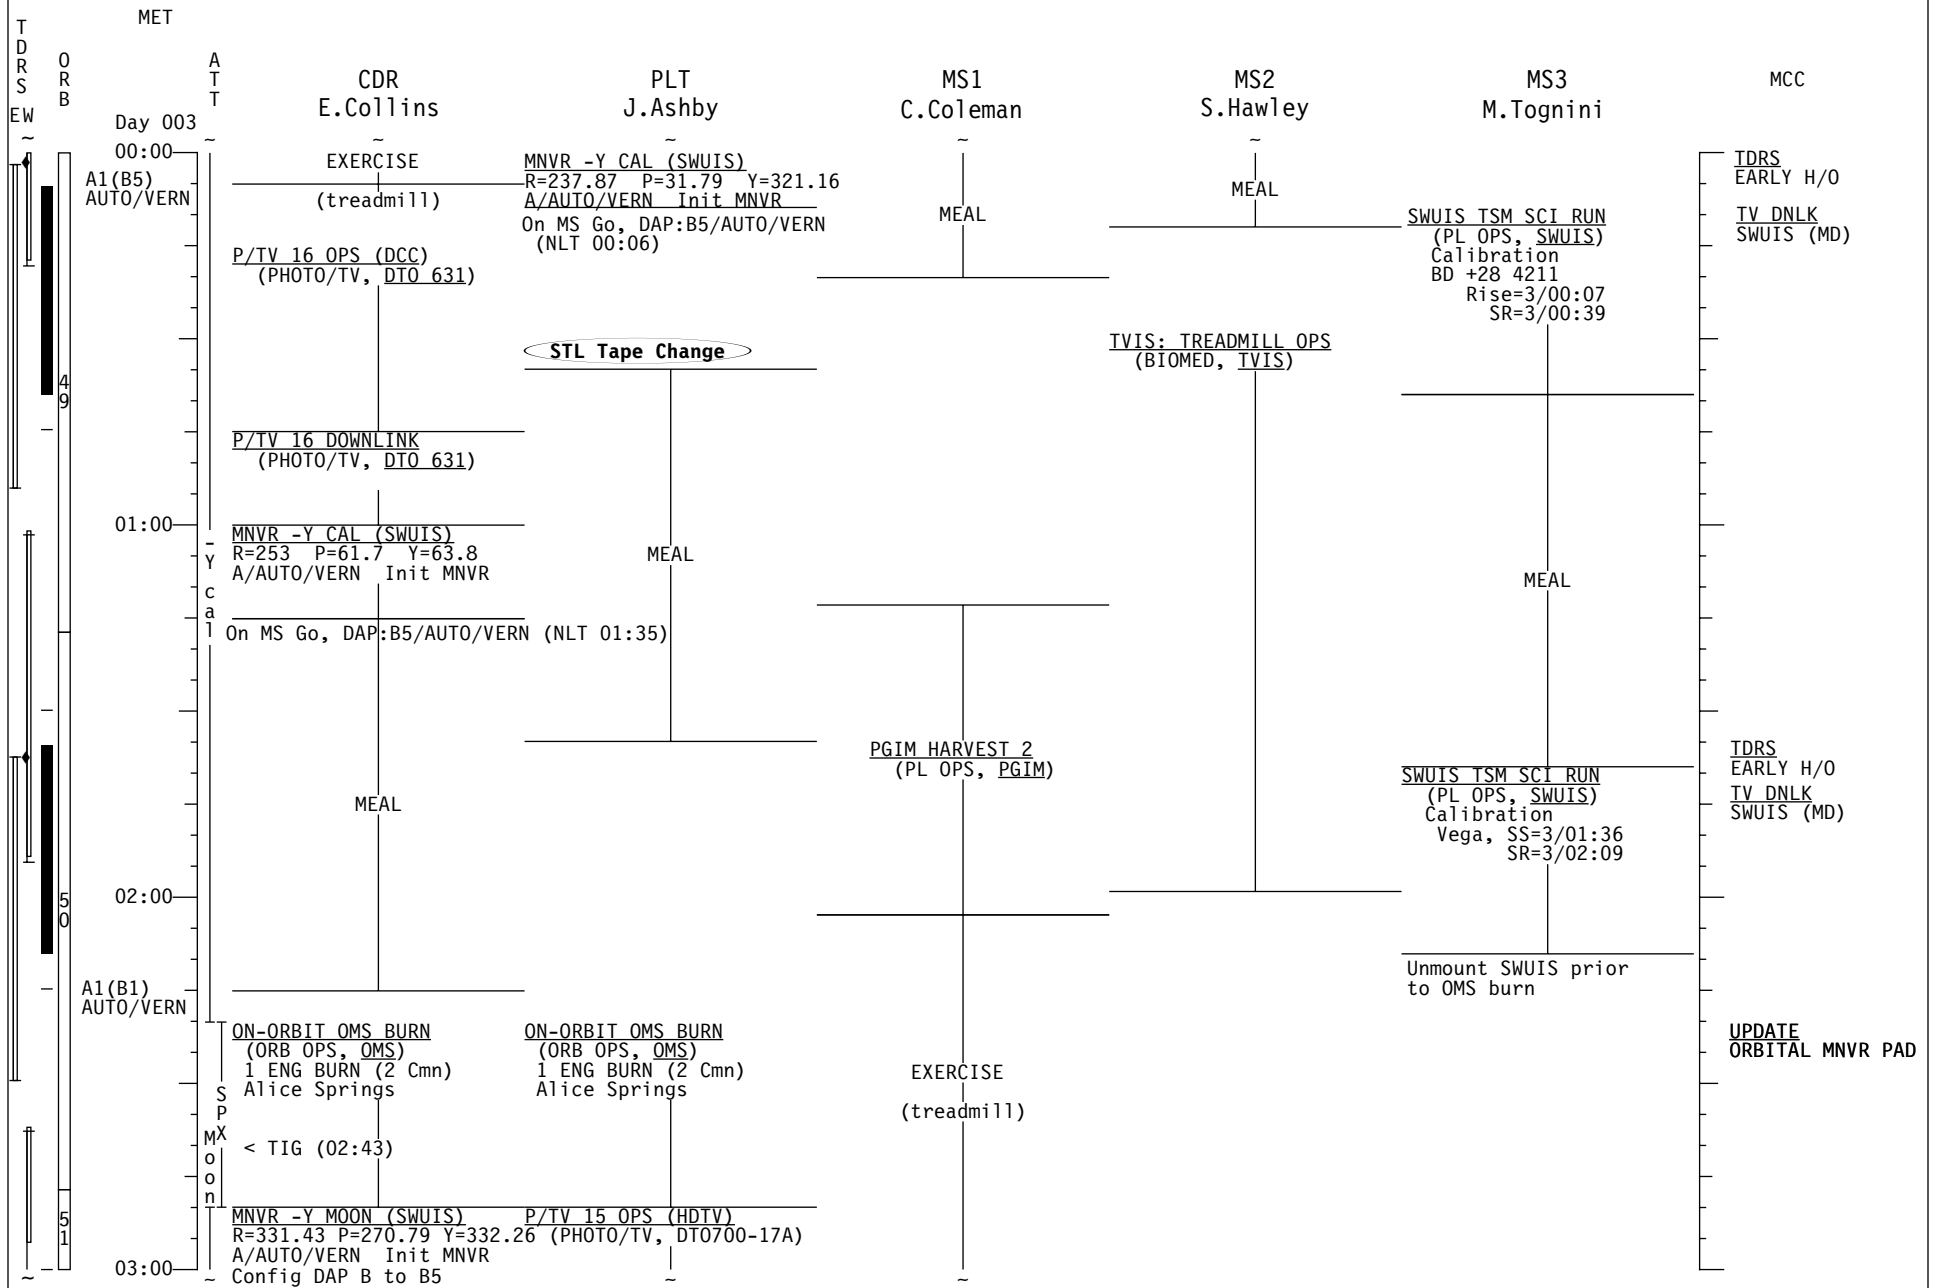 MET
TDRS
EW
ORB
ATT
CDR
E.Collins
PLT
J.Ashby
MS1
C.Coleman
MS2
S.Hawley
MS3
M.Tognini
MCC
Day 003
00:00
01:00
02:00
03:00
A1(B5)
AUTO/VERN
A1(B1)
AUTO/VERN
49
50
51
-Y cal
SPX
Moon
EXERCISE
(treadmill)
P/TV 16 OPS (DCC)
(PHOTO/TV, DTO 631)
P/TV 16 DOWNLINK
(PHOTO/TV, DTO 631)
MNVR -Y CAL (SWUIS)
R=253 P=61.7 Y=63.8
A/AUTO/VERN Init MNVR
On MS Go, DAP:B5/AUTO/VERN (NLT 01:35)
MEAL
ON-ORBIT OMS BURN
(ORB OPS, OMS)
1 ENG BURN (2 Cmn)
Alice Springs
< TIG (02:43)
MNVR -Y MOON (SWUIS)
R=331.43 P=270.79 Y=332.26
A/AUTO/VERN Init MNVR
Config DAP B to B5
MNVR -Y CAL (SWUIS)
R=237.87 P=31.79 Y=321.16
A/AUTO/VERN Init MNVR
On MS Go, DAP:B5/AUTO/VERN
(NLT 00:06)
STL Tape Change
MEAL
ON-ORBIT OMS BURN
(ORB OPS, OMS)
1 ENG BURN (2 Cmn)
Alice Springs
P/TV 15 OPS (HDTV)
(PHOTO/TV, DTO700-17A)
MEAL
PGIM HARVEST 2
(PL OPS, PGIM)
EXERCISE
(treadmill)
MEAL
TVIS: TREADMILL OPS
(BIOMED, TVIS)
SWUIS TSM SCI RUN
(PL OPS, SWUIS)
Calibration
BD +28 4211
Rise=3/00:07
SR=3/00:39
MEAL
SWUIS TSM SCI RUN
(PL OPS, SWUIS)
Calibration
Vega, SS=3/01:36
SR=3/02:09
Unmount SWUIS prior
to OMS burn
TDRS
EARLY H/O
TV DNLK
SWUIS (MD)
TDRS
EARLY H/O
TV DNLK
SWUIS (MD)
UPDATE
ORBITAL MNVR PAD